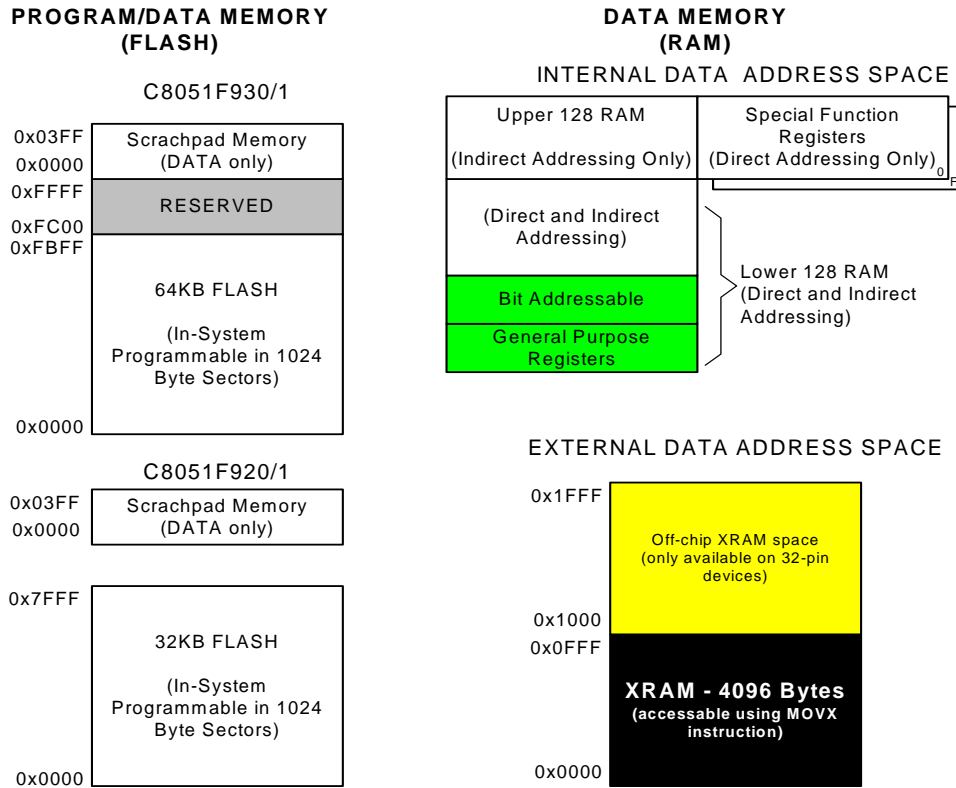 PROGRAM/DATA MEMORY
(FLASH)
C8051F930/1
0x03FF
Scrachpad Memory
(DATA only)
0x0000
0xFFFF
RESERVED
0xFC00
0xFBFF
64KB FLASH
(In-System
Programmable in 1024
Byte Sectors)
0x0000
C8051F920/1
0x03FF
Scrachpad Memory
(DATA only)
0x0000
0x7FFF
32KB FLASH
(In-System
Programmable in 1024
Byte Sectors)
0x0000
DATA MEMORY
(RAM)
INTERNAL DATA ADDRESS SPACE
Upper 128 RAM
(Indirect Addressing Only)
Special Function
Registers
(Direct Addressing Only)
0
F
(Direct and Indirect
Addressing)
Bit Addressable
General Purpose
Registers
Lower 128 RAM
(Direct and Indirect
Addressing)
EXTERNAL DATA ADDRESS SPACE
0x1FFF
Off-chip XRAM space
(only available on 32-pin
devices)
0x1000
0x0FFF
XRAM - 4096 Bytes
(accessable using MOVX
instruction)
0x0000